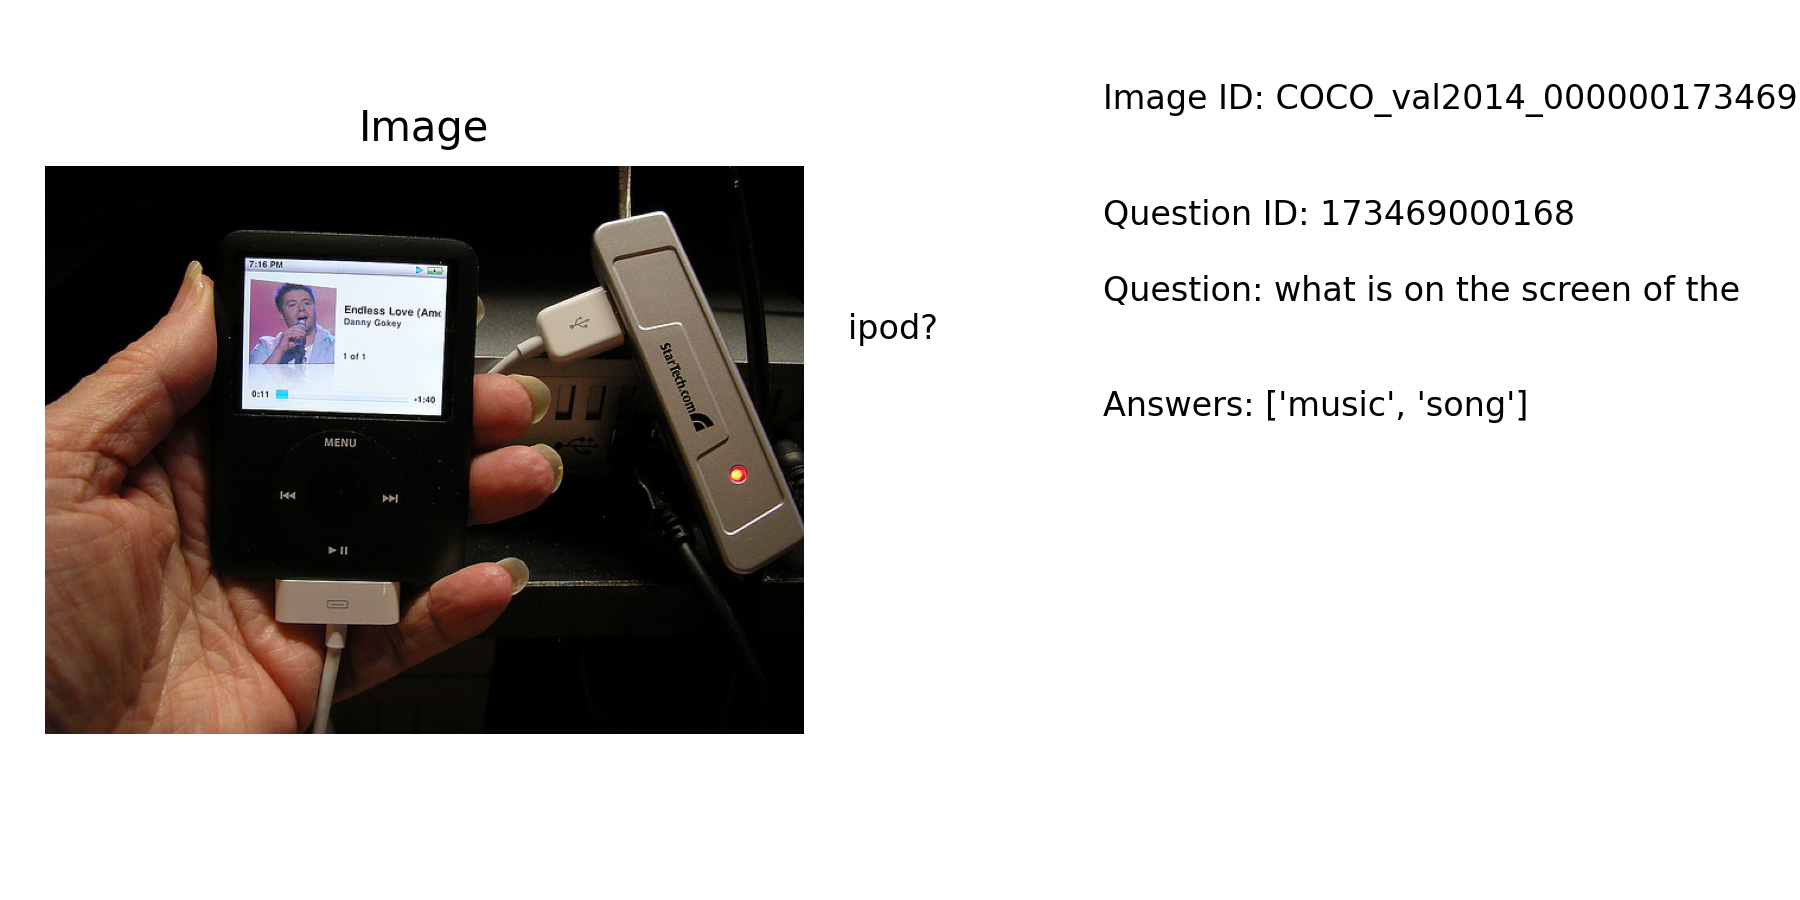 Image
7:16 PM
Endless Love (Ame
Danny Gokey
1 of 1
0:11
-1:40
MENU
StarTech.com
Image ID: COCO_val2014_000000173469
Question ID: 173469000168
Question: what is on the screen of the
ipod?
Answers: ['music', 'song']